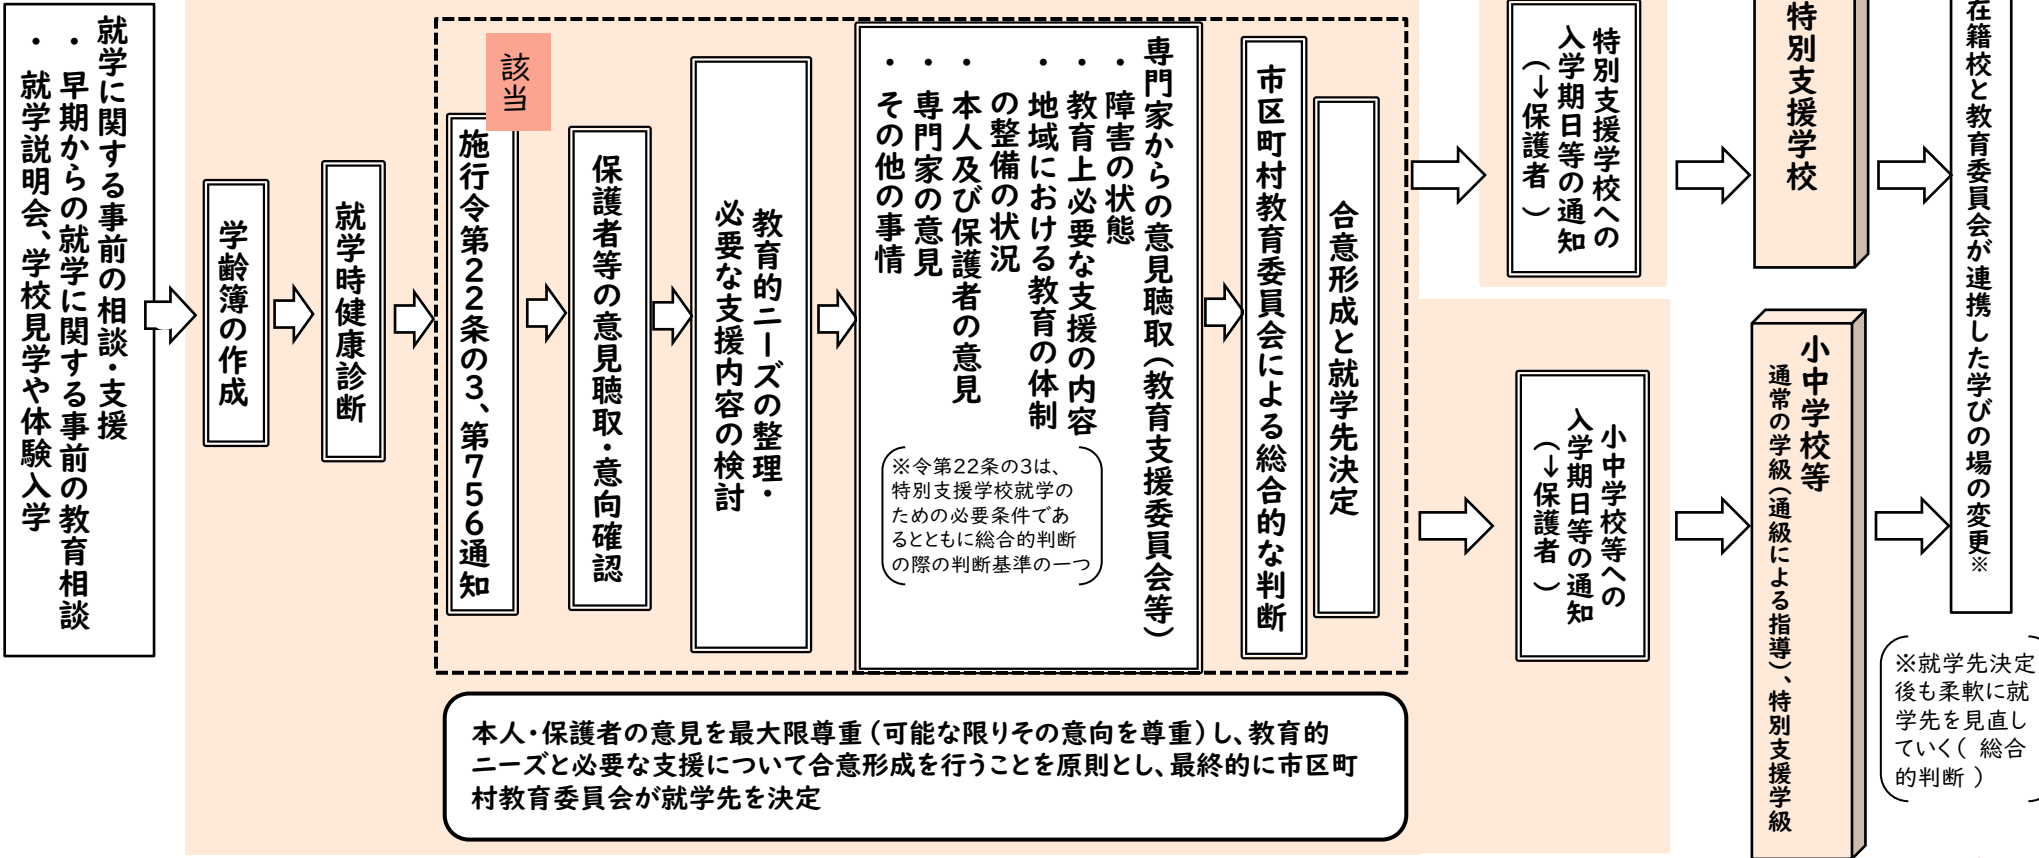 就学に関する事前の相談・支援
・早期からの就学に関する事前の教育相談
・就学説明会、学校見学や体験入学
学齢簿の作成
就学時健康診断
該当
施行令第22条の3、第756通知
保護者等の意見聴取・意向確認
教育的ニーズの整理・
必要な支援内容の検討
専門家からの意見聴取（教育支援委員会等）
・障害の状態
・教育上必要な支援の内容
・地域における教育の体制
の整備の状況
・本人及び保護者の意見
・専門家の意見
・その他の事情
※令第22条の3は、
特別支援学校就学の
ための必要条件であ
るとともに総合的判断
の際の判断基準の一つ
市区町村教育委員会による総合的な判断
合意形成と就学先決定
特別支援学校への
入学期日等の通知
（→保護者）
特別支援学校
小中学校等への
入学期日等の通知
（→保護者）
小中学校等
通常の学級（通級による指導）、特別支援学級
在籍校と教育委員会が連携した学びの場の変更※
※就学先決定
後も柔軟に就
学先を見直し
ていく（ 総合
的判断 ）
本人・保護者の意見を最大限尊重（可能な限りその意向を尊重）し、教育的
ニーズと必要な支援について合意形成を行うことを原則とし、最終的に市区町
村教育委員会が就学先を決定